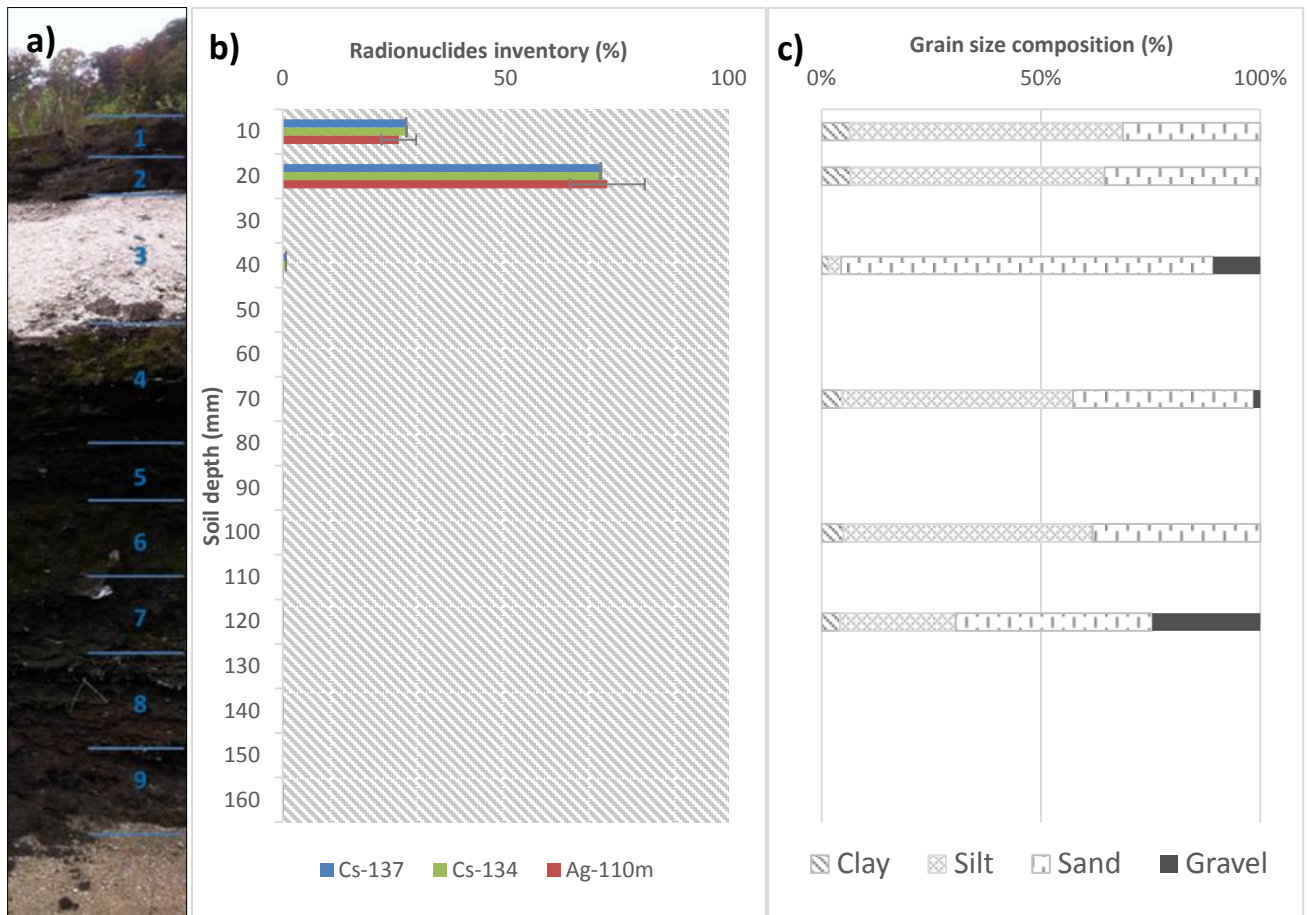 a)
1
2
3
4
5
6
7
8
9
b)
Radionuclides inventory (%)
0 50 100
Soil depth (mm)
10
20
30
40
50
60
70
80
90
100
110
120
130
140
150
160
Cs-137 Cs-134 Ag-110m
c)
Grain size composition (%)
0% 50% 100%
Clay Silt Sand Gravel